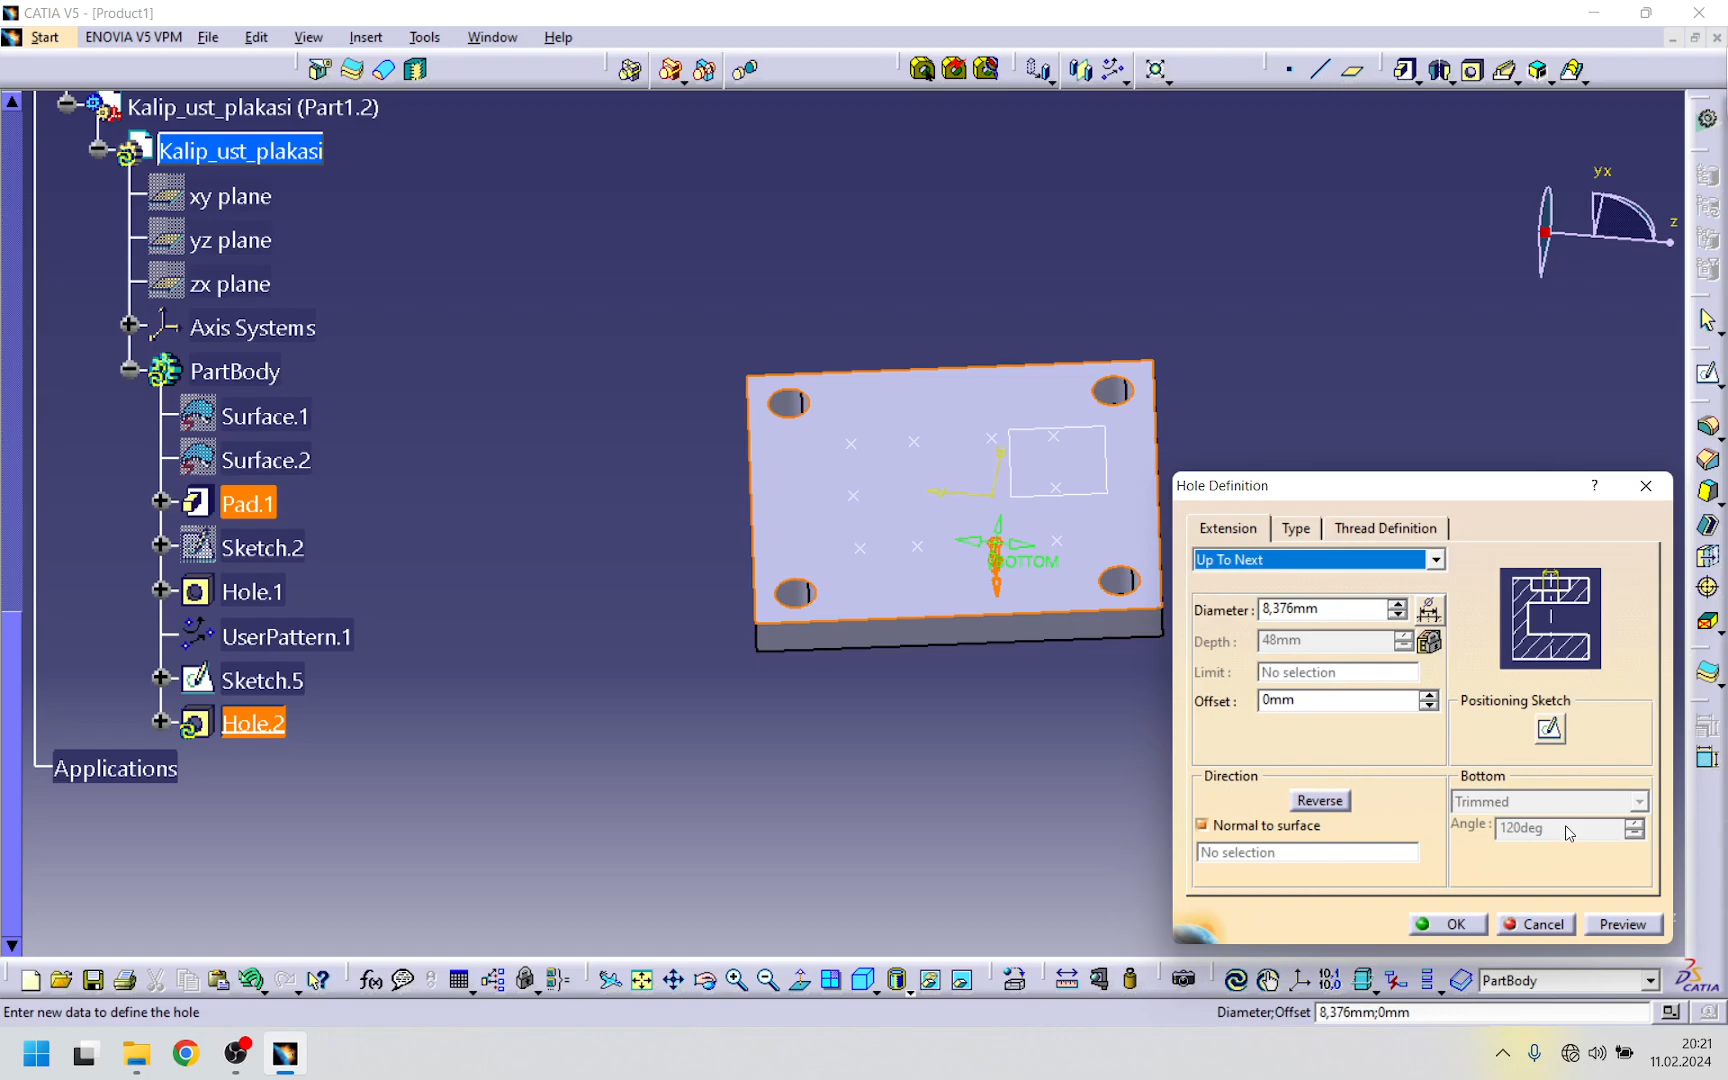 CATIA V5 - [Product1]
Start ENOVIA V5 VPM File Edit View Insert Tools Window Help
Kalip_ust_plakasi (Part1.2)
Kalip_ust_plakasi
xy plane
yz plane
zx plane
Axis Systems
PartBody
Surface.1
Surface.2
Pad.1
Sketch.2
Hole.1
UserPattern.1
Sketch.5
Hole.2
Applications
yx
z
BOTTOM
Hole Definition ?
Extension Type Thread Definition
Up To Next
Diameter : 8,376mm
Depth : 48mm
Limit : No selection
Offset : 0mm
Positioning Sketch
Direction
Reverse
Normal to surface
No selection
Bottom
Trimmed
Angle : 120deg
OK Cancel Preview
f(x)
10,1
PartBody
CATIA
Enter new data to define the hole
Diameter;Offset 8,376mm;0mm
20:21
11.02.2024